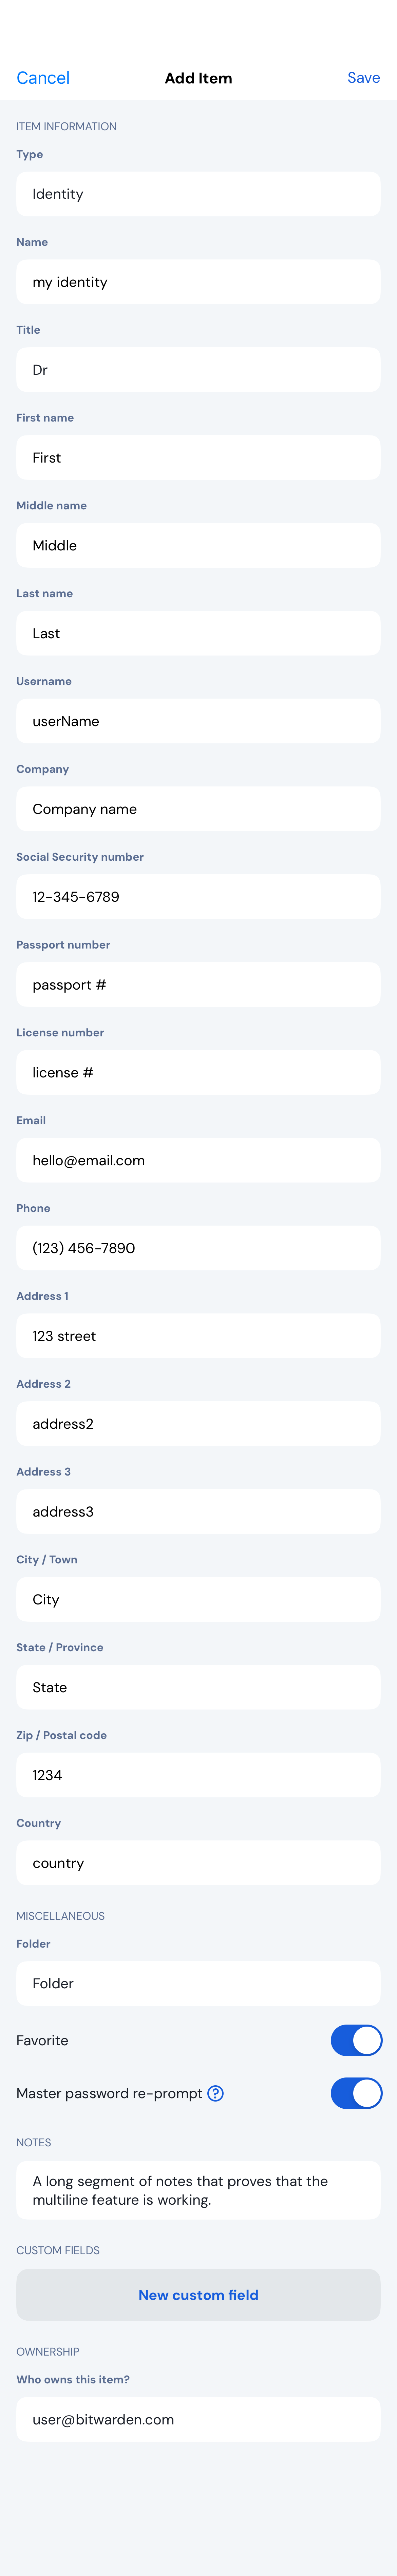 Cancel
Add Item
Save
ITEM INFORMATION
Type
Identity
Name
my identity
Title
Dr
First name
First
Middle name
Middle
Last name
Last
Username
userName
Company
Company name
Social Security number
12-345-6789
Passport number
passport #
License number
license #
Email
hello@email.com
Phone
(123) 456-7890
Address 1
123 street
Address 2
address2
Address 3
address3
City / Town
City
State / Province
State
Zip / Postal code
1234
Country
country
MISCELLANEOUS
Folder
Folder
Favorite
Master password re-prompt ?
NOTES
A long segment of notes that proves that the
multiline feature is working.
CUSTOM FIELDS
New custom field
OWNERSHIP
Who owns this item?
user@bitwarden.com